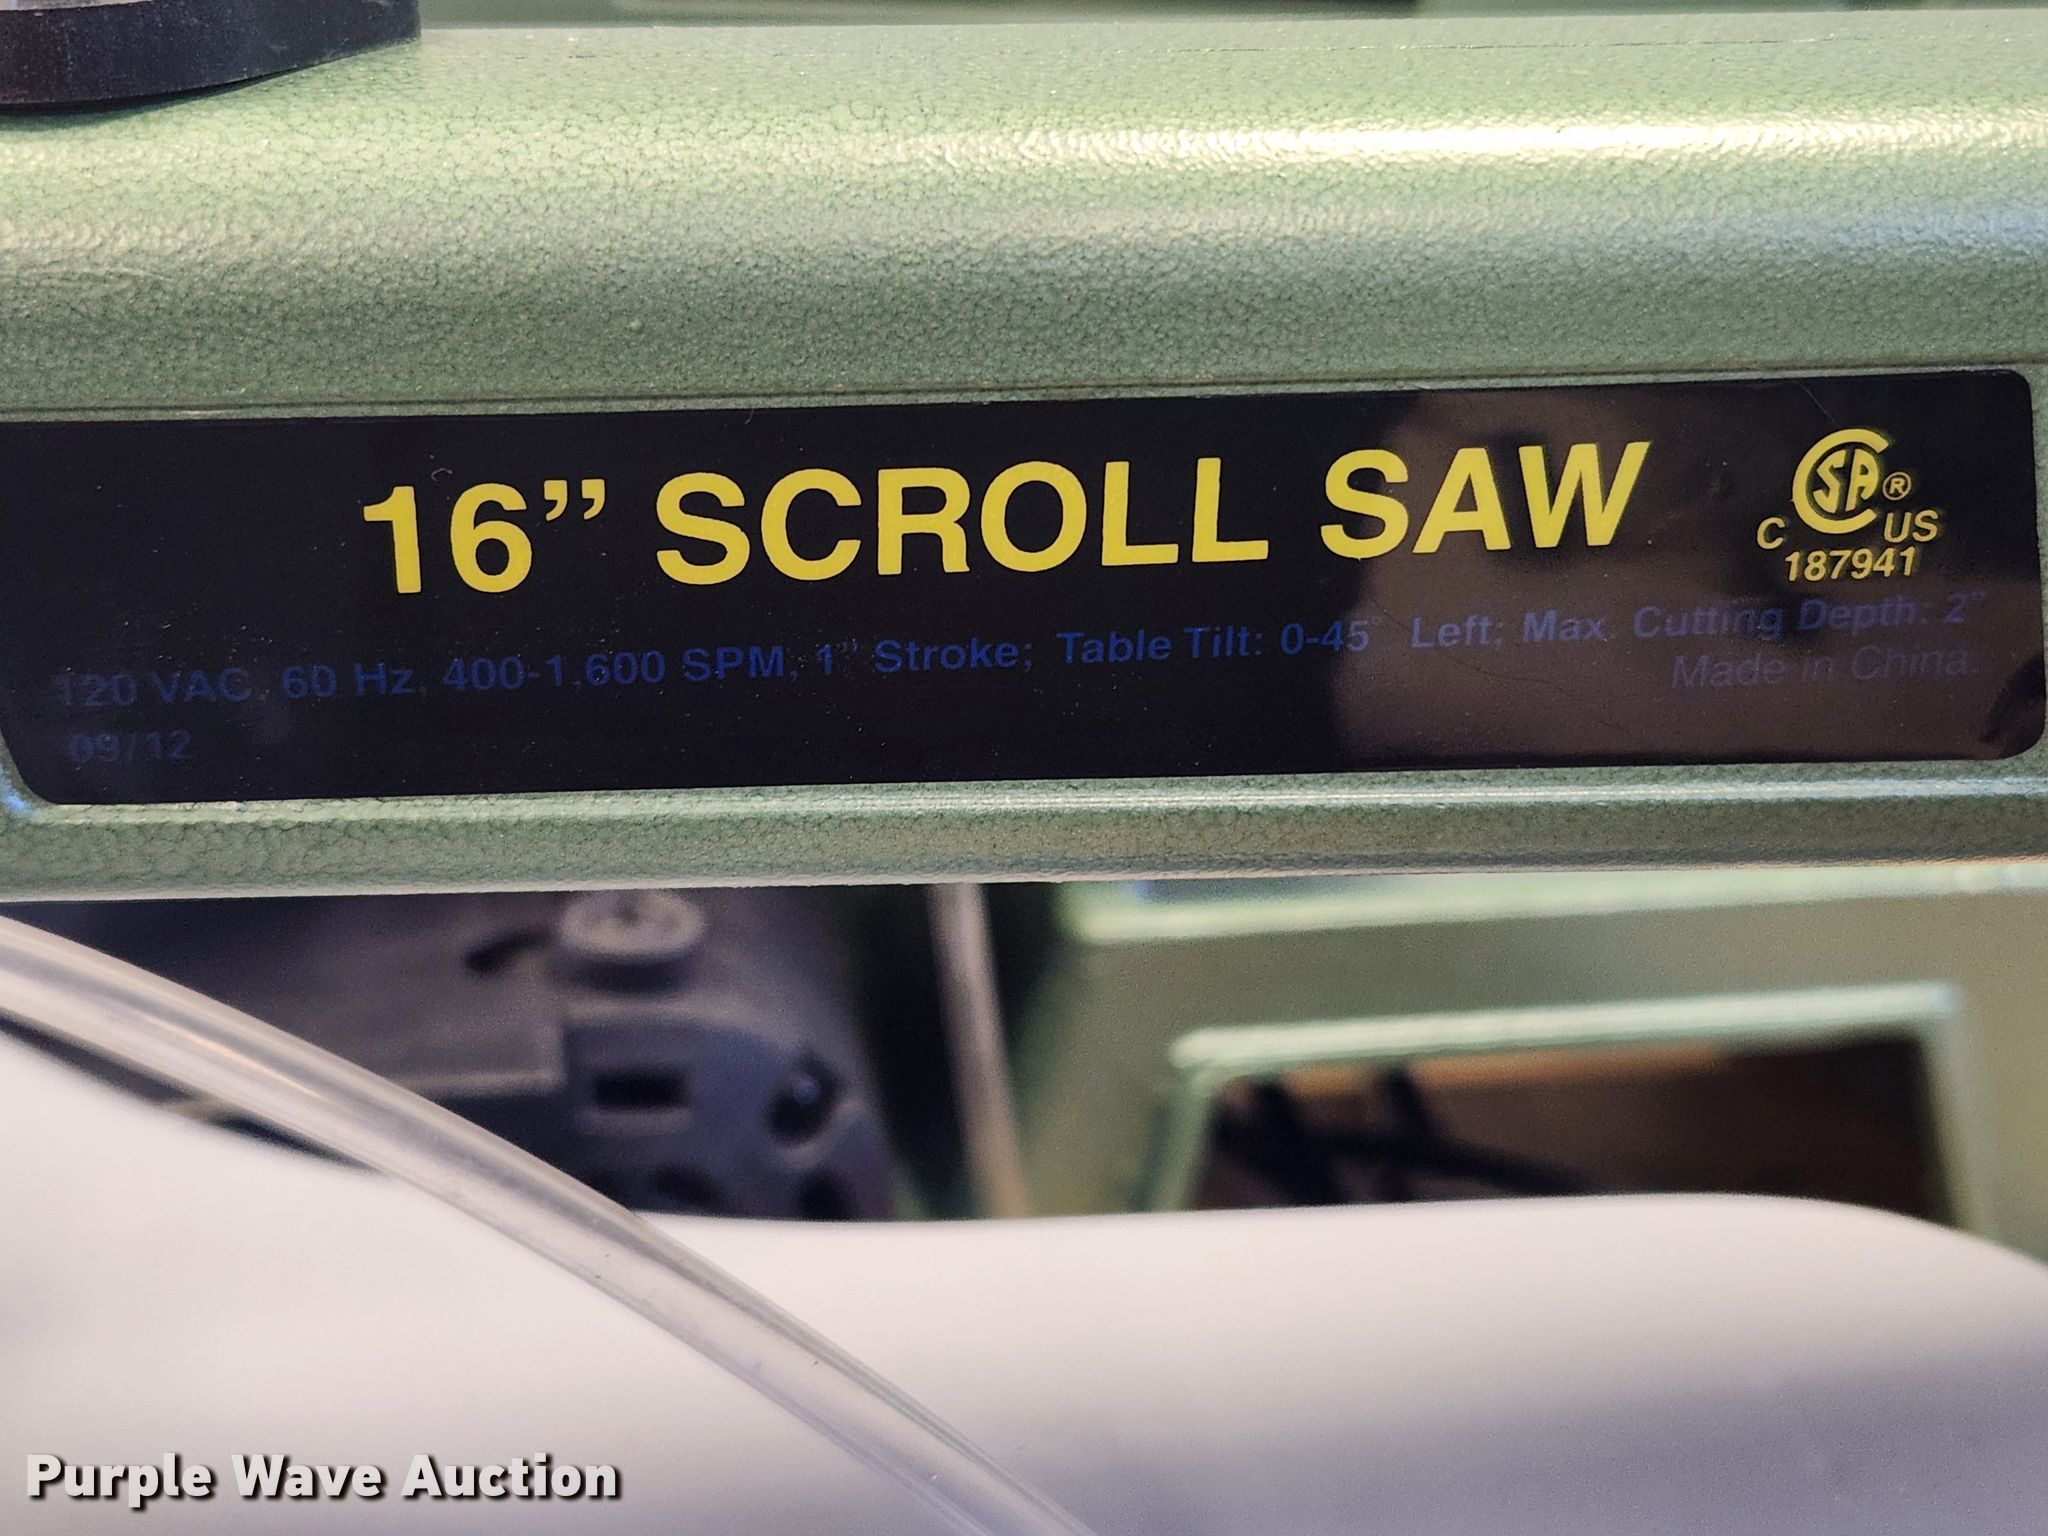 16” SCROLL SAW
CSA®
C US
187941
120 VAC, 60 Hz, 400-1,600 SPM, 1” Stroke; Table Tilt: 0-45° Left; Max. Cutting Depth: 2”
Made in China.
09/12
Purple Wave Auction